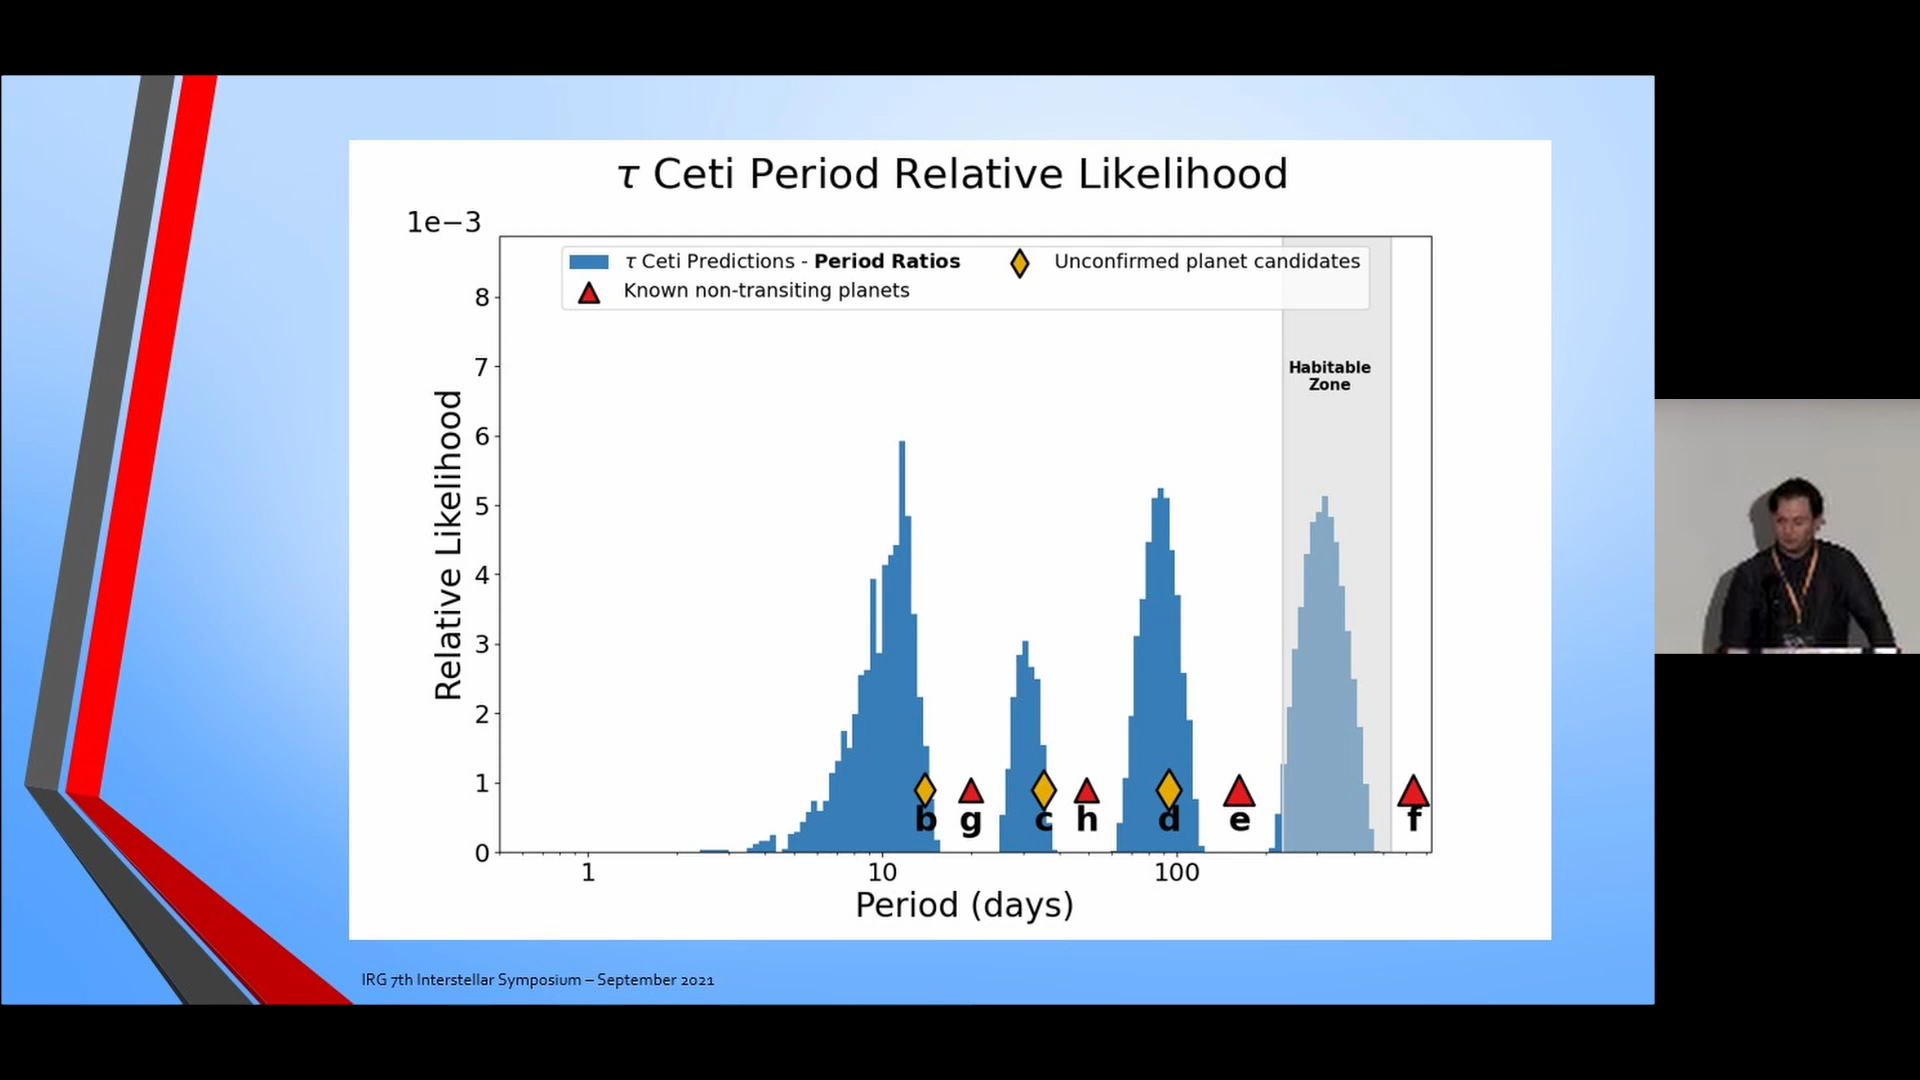 τ Ceti Period Relative Likelihood
1e−3
τ Ceti Predictions - Period Ratios
Unconfirmed planet candidates
Known non-transiting planets
8
7
6
5
4
3
2
1
0
Relative Likelihood
Habitable
Zone
b g c h d e f
1 10 100
Period (days)
IRG 7th Interstellar Symposium – September 2021